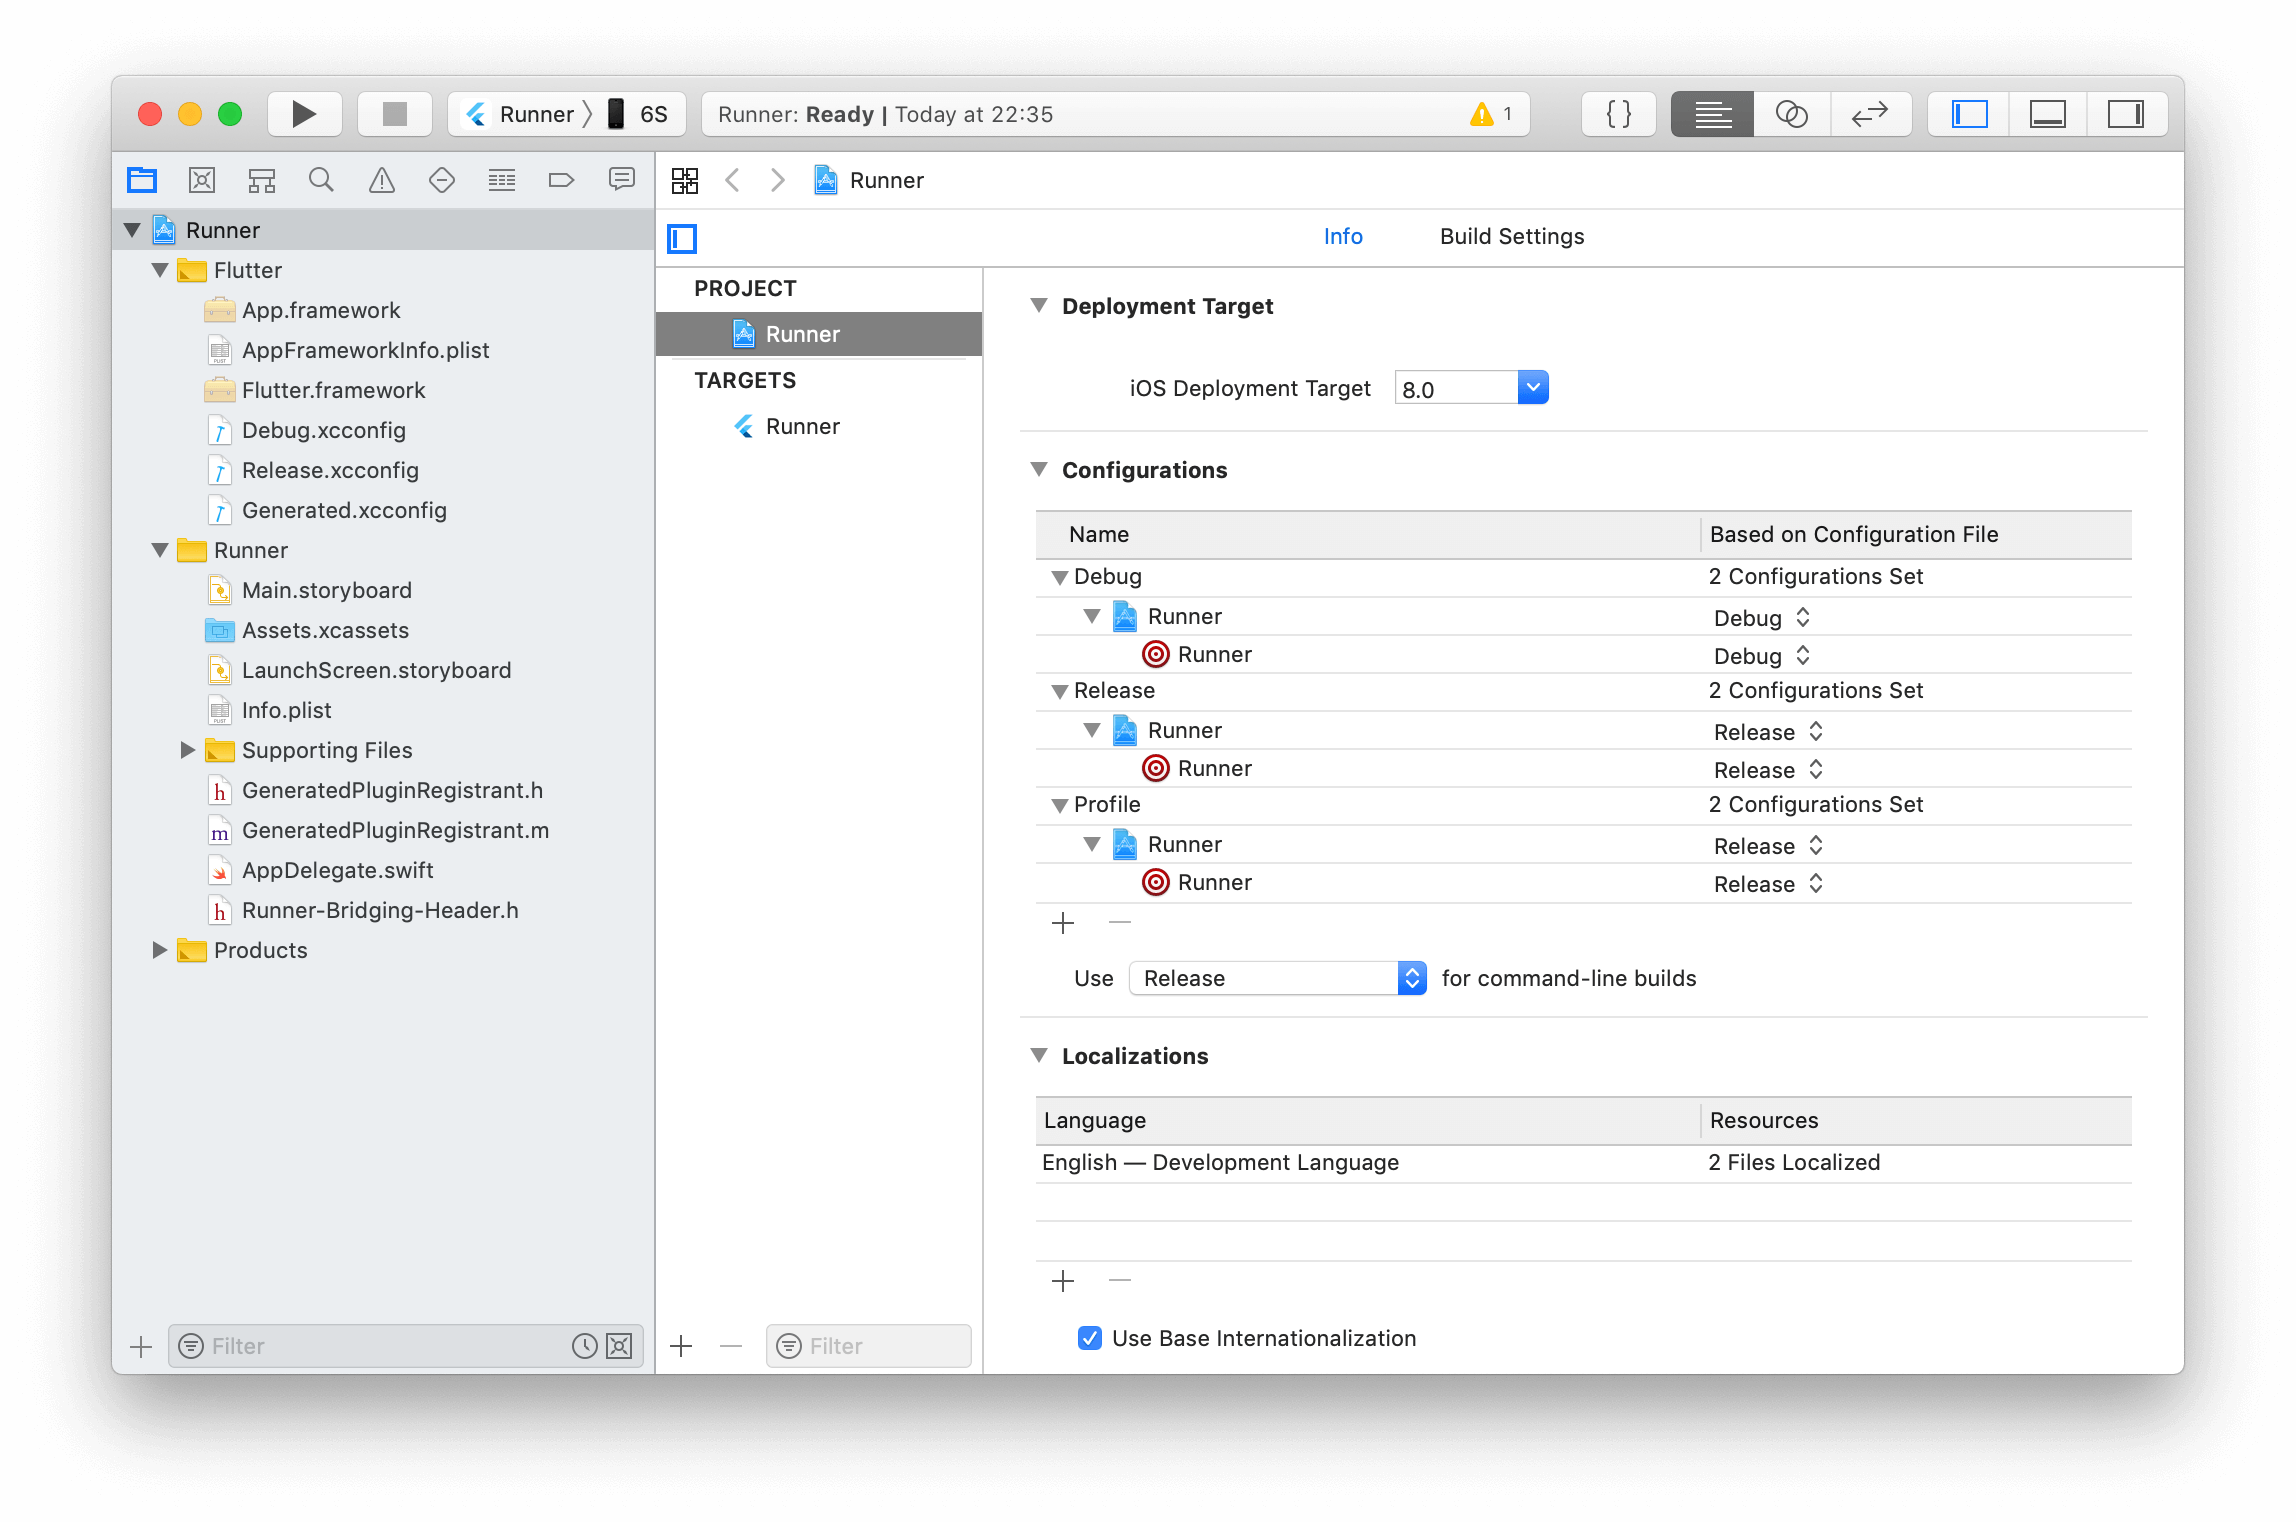 Runner 〉 6S
Runner: Ready | Today at 22:35
1
{ }
Runner
Flutter
App.framework
AppFrameworkInfo.plist
Flutter.framework
Debug.xcconfig
Release.xcconfig
Generated.xcconfig
Runner
Main.storyboard
Assets.xcassets
LaunchScreen.storyboard
Info.plist
Supporting Files
GeneratedPluginRegistrant.h
GeneratedPluginRegistrant.m
AppDelegate.swift
Runner-Bridging-Header.h
Products
Filter
Runner
Info Build Settings
PROJECT
Runner
TARGETS
Runner
Filter
Deployment Target
iOS Deployment Target 8.0
Configurations
Name Based on Configuration File
Debug 2 Configurations Set
Runner Debug
Runner Debug
Release 2 Configurations Set
Runner Release
Runner Release
Profile 2 Configurations Set
Runner Release
Runner Release
Use Release for command-line builds
Localizations
Language Resources
English — Development Language 2 Files Localized
Use Base Internationalization